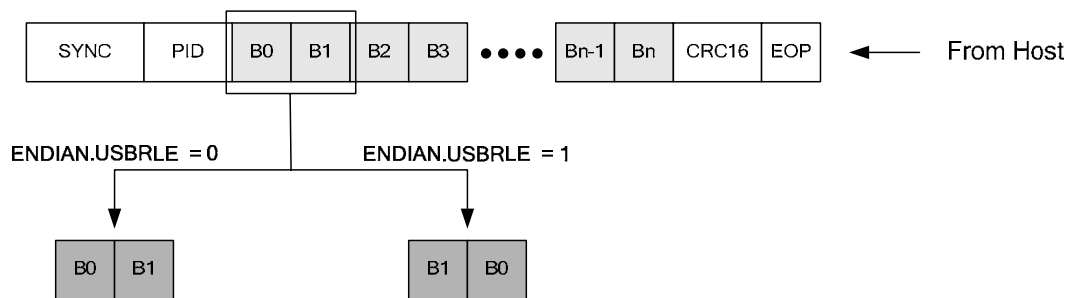 SYNC PID B0 B1 B2 B3 •••• Bn-1 Bn CRC16 EOP From Host
ENDIAN.USBRLE = 0 ENDIAN.USBRLE = 1
B0 B1 B1 B0